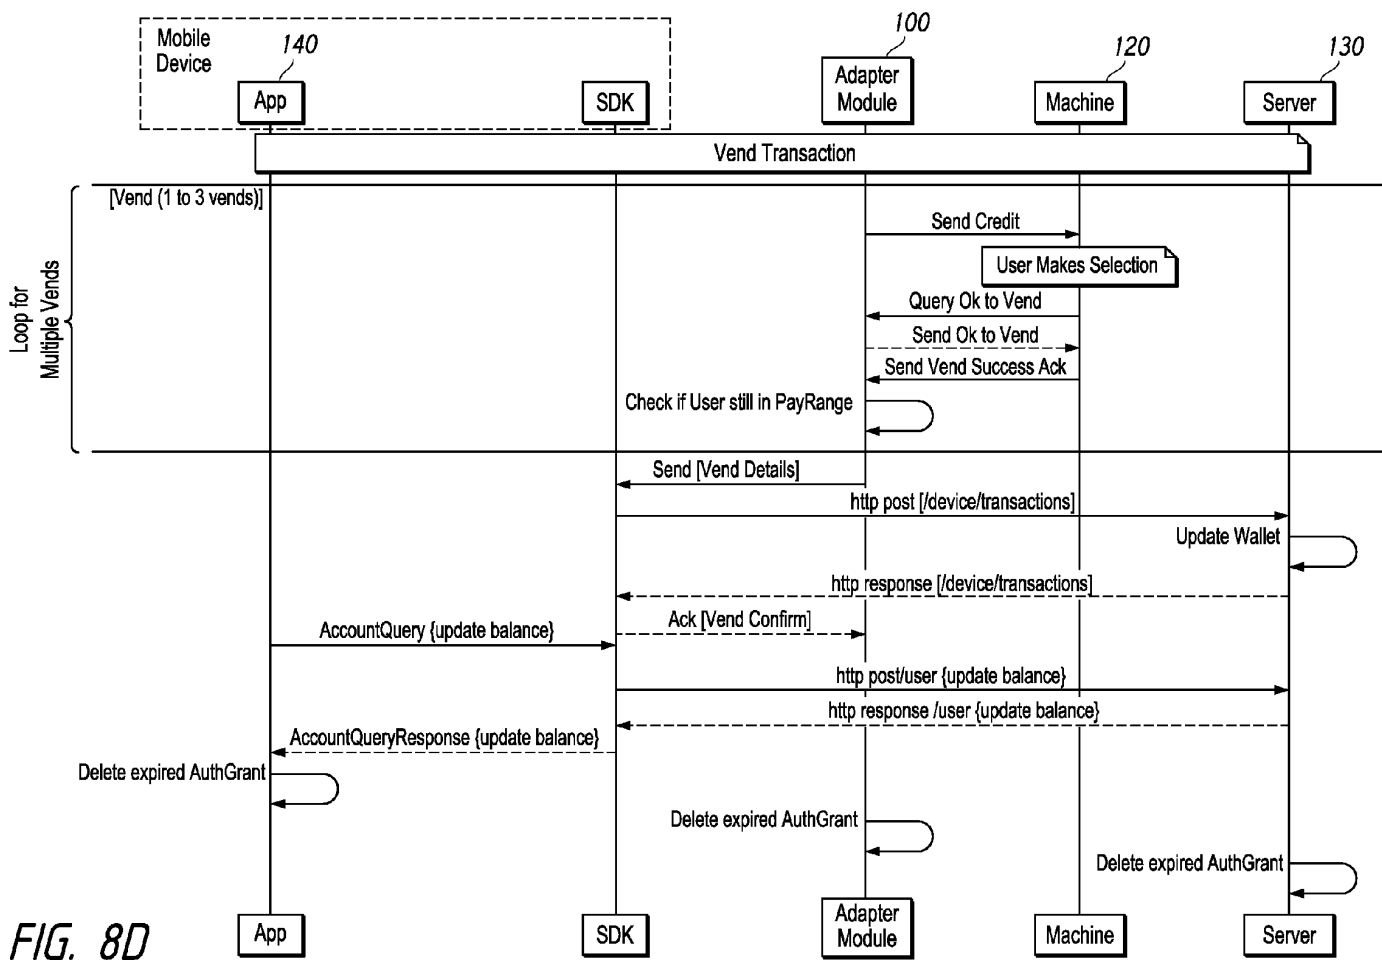 Mobile
Device
140
100
120
130
App
SDK
Adapter
Module
Machine
Server
Vend Transaction
[Vend (1 to 3 vends)]
Send Credit
User Makes Selection
Loop for
Multiple Vends
Query Ok to Vend
Send Ok to Vend
Send Vend Success Ack
Check if User still in PayRange
Send [Vend Details]
http post [/device/transactions]
Update Wallet
http response [/device/transactions]
Ack [Vend Confirm]
AccountQuery {update balance}
http post/user {update balance}
http response /user {update balance}
AccountQueryResponse {update balance}
Delete expired AuthGrant
Delete expired AuthGrant
Delete expired AuthGrant
App
SDK
Adapter
Module
Machine
Server
FIG. 8D